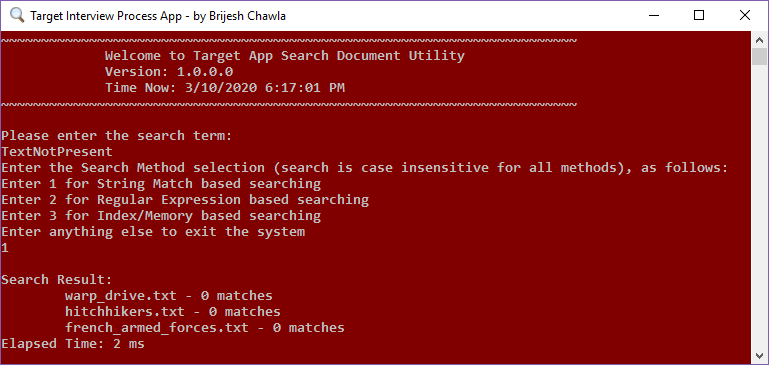 Target Interview Process App - by Brijesh Chawla
~~~~~~~~~~~~~~~~~~~~~~~~~~~~~~~~~~~~~~~~~~~~~~~~~~~~~~~~~~~~~~~~~~~~~~~~
Welcome to Target App Search Document Utility
Version: 1.0.0.0
Time Now: 3/10/2020 6:17:01 PM
~~~~~~~~~~~~~~~~~~~~~~~~~~~~~~~~~~~~~~~~~~~~~~~~~~~~~~~~~~~~~~~~~~~~~~~~
Please enter the search term:
TextNotPresent
Enter the Search Method selection (search is case insensitive for all methods), as follows:
Enter 1 for String Match based searching
Enter 2 for Regular Expression based searching
Enter 3 for Index/Memory based searching
Enter anything else to exit the system
1
Search Result:
warp_drive.txt - 0 matches
hitchhikers.txt - 0 matches
french_armed_forces.txt - 0 matches
Elapsed Time: 2 ms